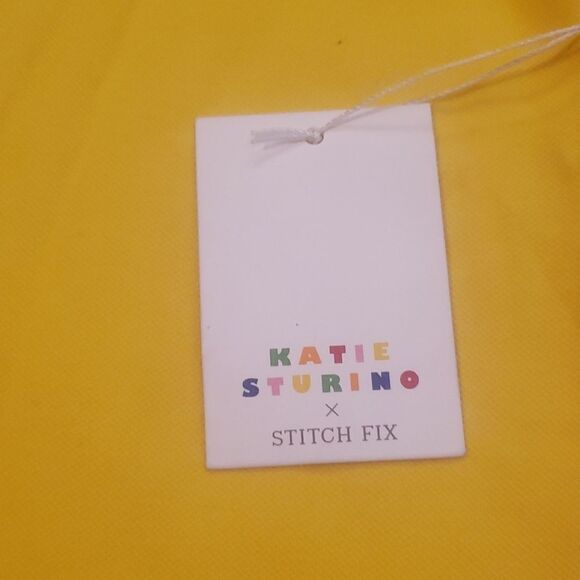 KATIE
STURINO
×
STITCH FIX